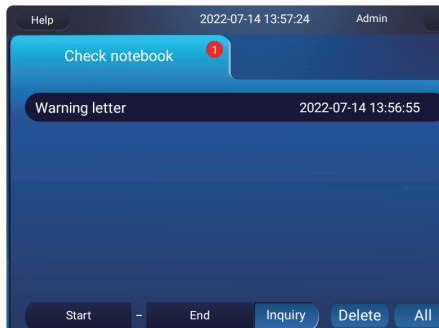 Help 2022-07-14 13:57:24 Admin
Check notebook 1
Warning letter 2022-07-14 13:56:55
Start – End Inquiry Delete All